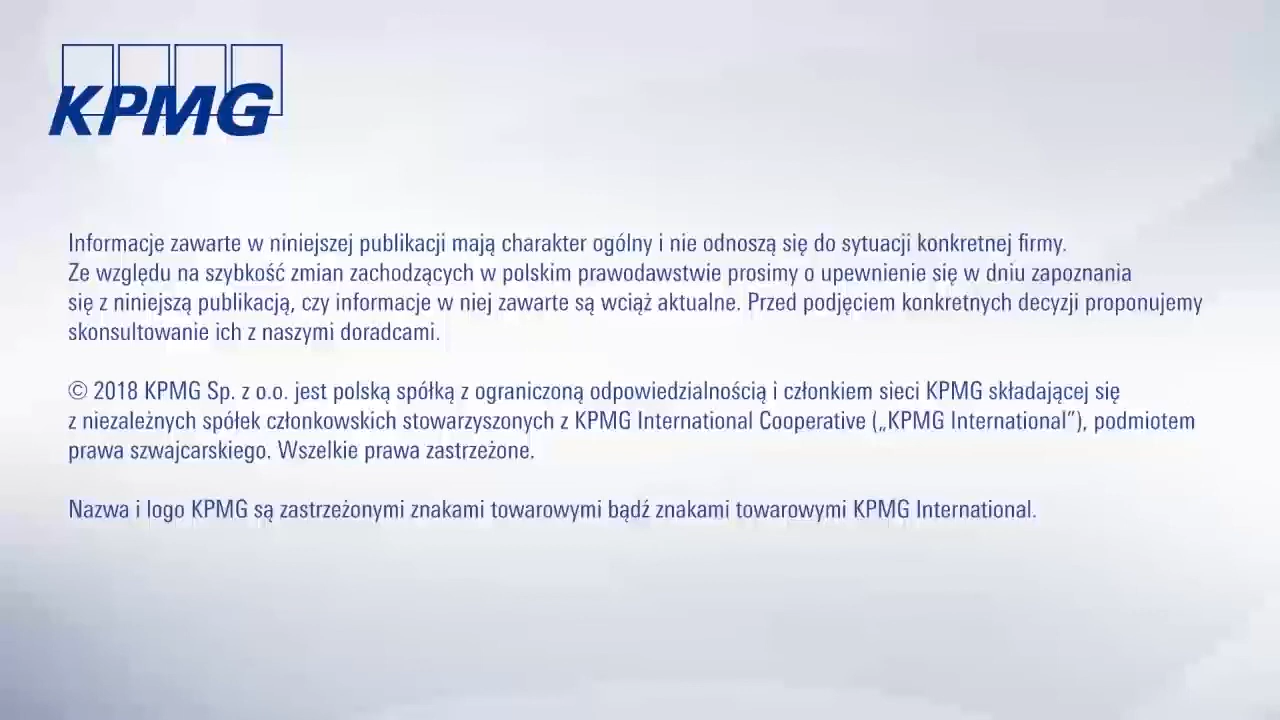 KPMG
Informacje zawarte w niniejszej publikacji mają charakter ogólny i nie odnoszą się do sytuacji konkretnej firmy.
Ze względu na szybkość zmian zachodzących w polskim prawodawstwie prosimy o upewnienie się w dniu zapoznania
się z niniejszą publikacją, czy informacje w niej zawarte są wciąż aktualne. Przed podjęciem konkretnych decyzji proponujemy
skonsultowanie ich z naszymi doradcami.
© 2018 KPMG Sp. z o.o. jest polską spółką z ograniczoną odpowiedzialnością i członkiem sieci KPMG składającej się
z niezależnych spółek członkowskich stowarzyszonych z KPMG International Cooperative („KPMG International”), podmiotem
prawa szwajcarskiego. Wszelkie prawa zastrzeżone.
Nazwa i logo KPMG są zastrzeżonymi znakami towarowymi bądź znakami towarowymi KPMG International.